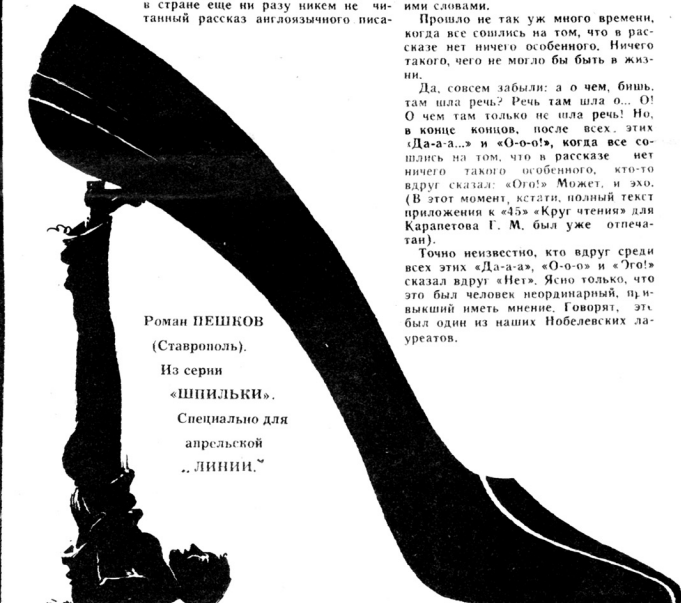 в стране еще ни разу никем не чи-
танный рассказ англоязычного писа-
ими словами.
Прошло не так уж много времени,
когда все сошлись на том, что в рас-
сказе нет ничего особенного. Ничего
такого, чего не могло бы быть в жиз-
ни.
Да, совсем забыли: а о чем, бишь,
там шла речь? Речь там шла о... О!
О чем там только не шла речь! Но,
в конце концов, после всех. этих
«Да-а-а...» и «О-о-о!», когда все со-
шлись на том, что в рассказе нет
ничего такого особенного, кто-то
вдруг сказал: «Ого!» Может, и эхо.
(В этот момент, кстати, полный текст
приложения к «45» «Круг чтения» для
Карапетова Г. М. был уже отпеча-
тан).
Точно неизвестно, кто вдруг среди
всех этих «Да-а-а», «О-о-о» и «Ого!»
сказал вдруг «Нет». Ясно только, что
это был человек неординарный, при-
выкший иметь мнение. Говорят, это
был один из наших Нобелевских ла-
уреатов.
Роман ПЕШКОВ
(Ставрополь).
Из серии
«ШПИЛЬКИ».
Специально для
апрельской
„ЛИНИИ."